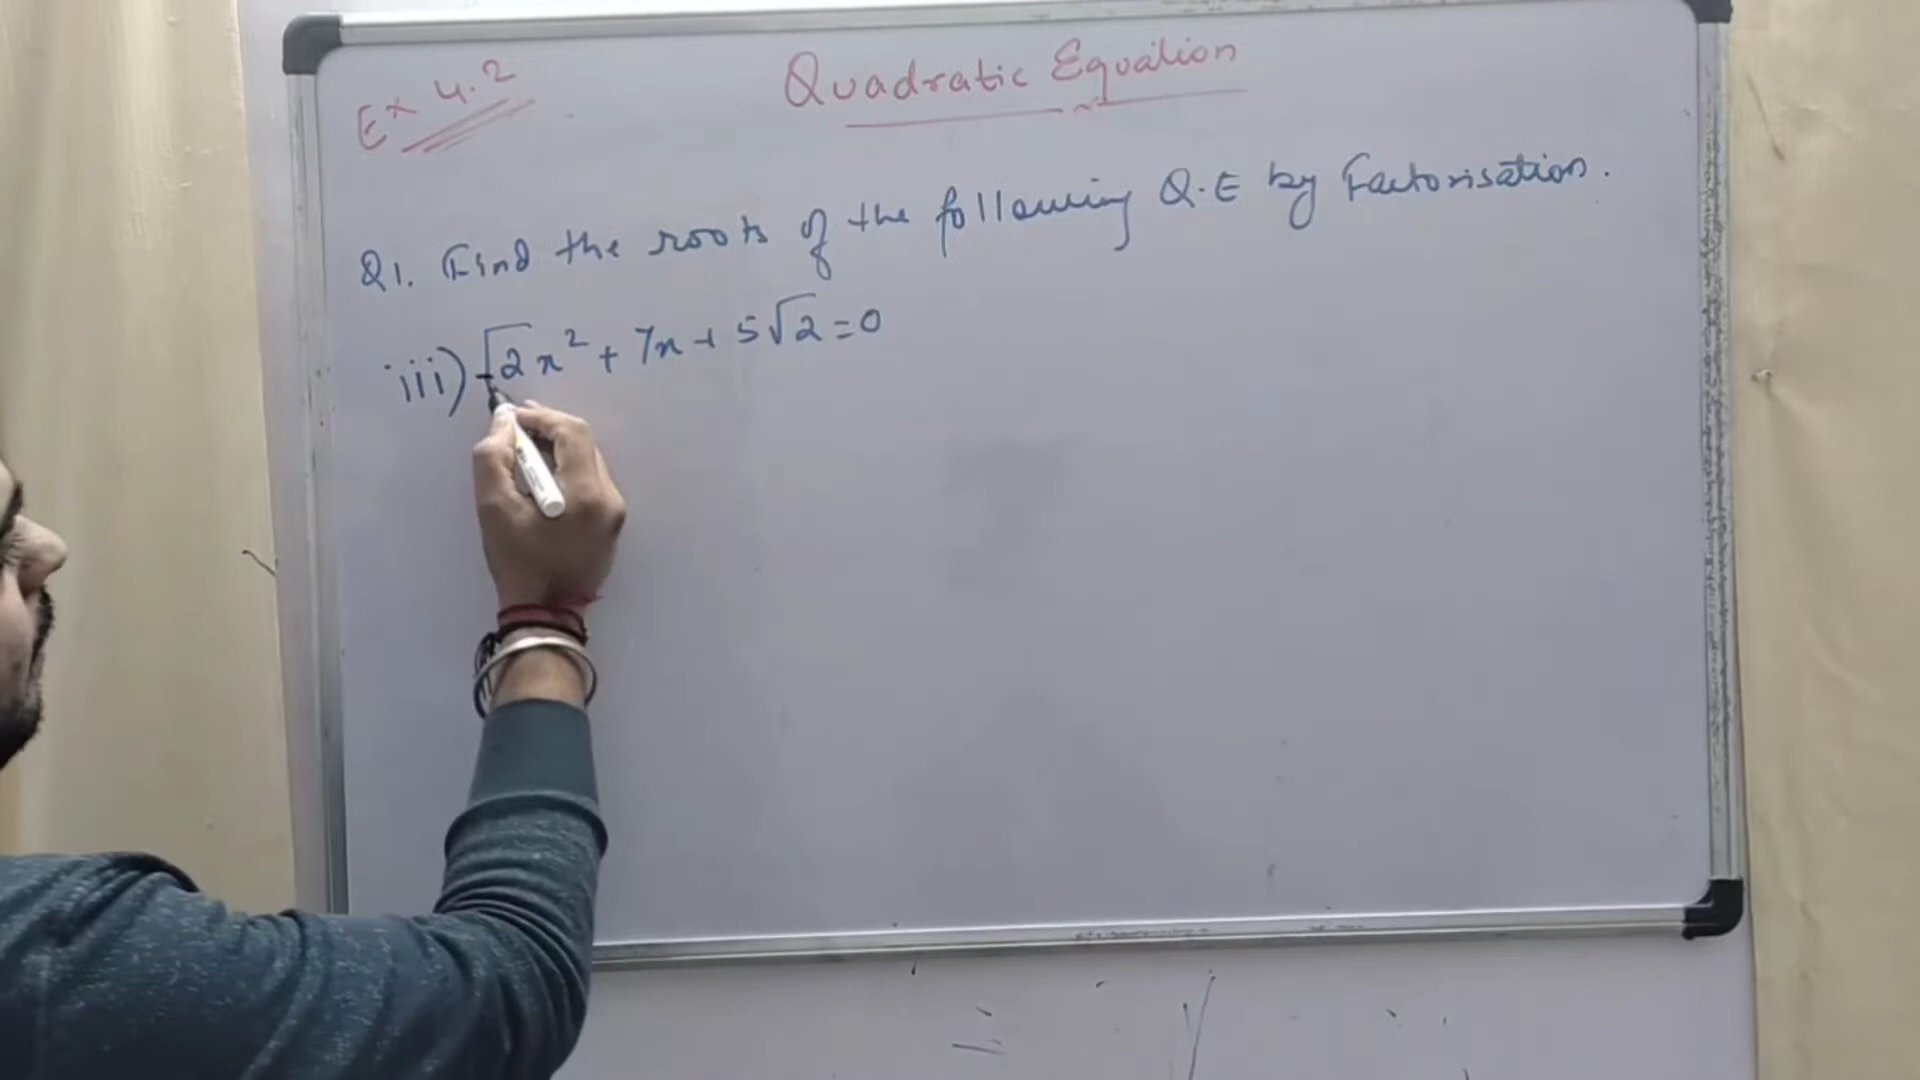 Ex 4.2
Quadratic Equation
Q1. Find the roots of the following Q.E by Factorisation.
iii) √2x² + 7x + 5√2 = 0